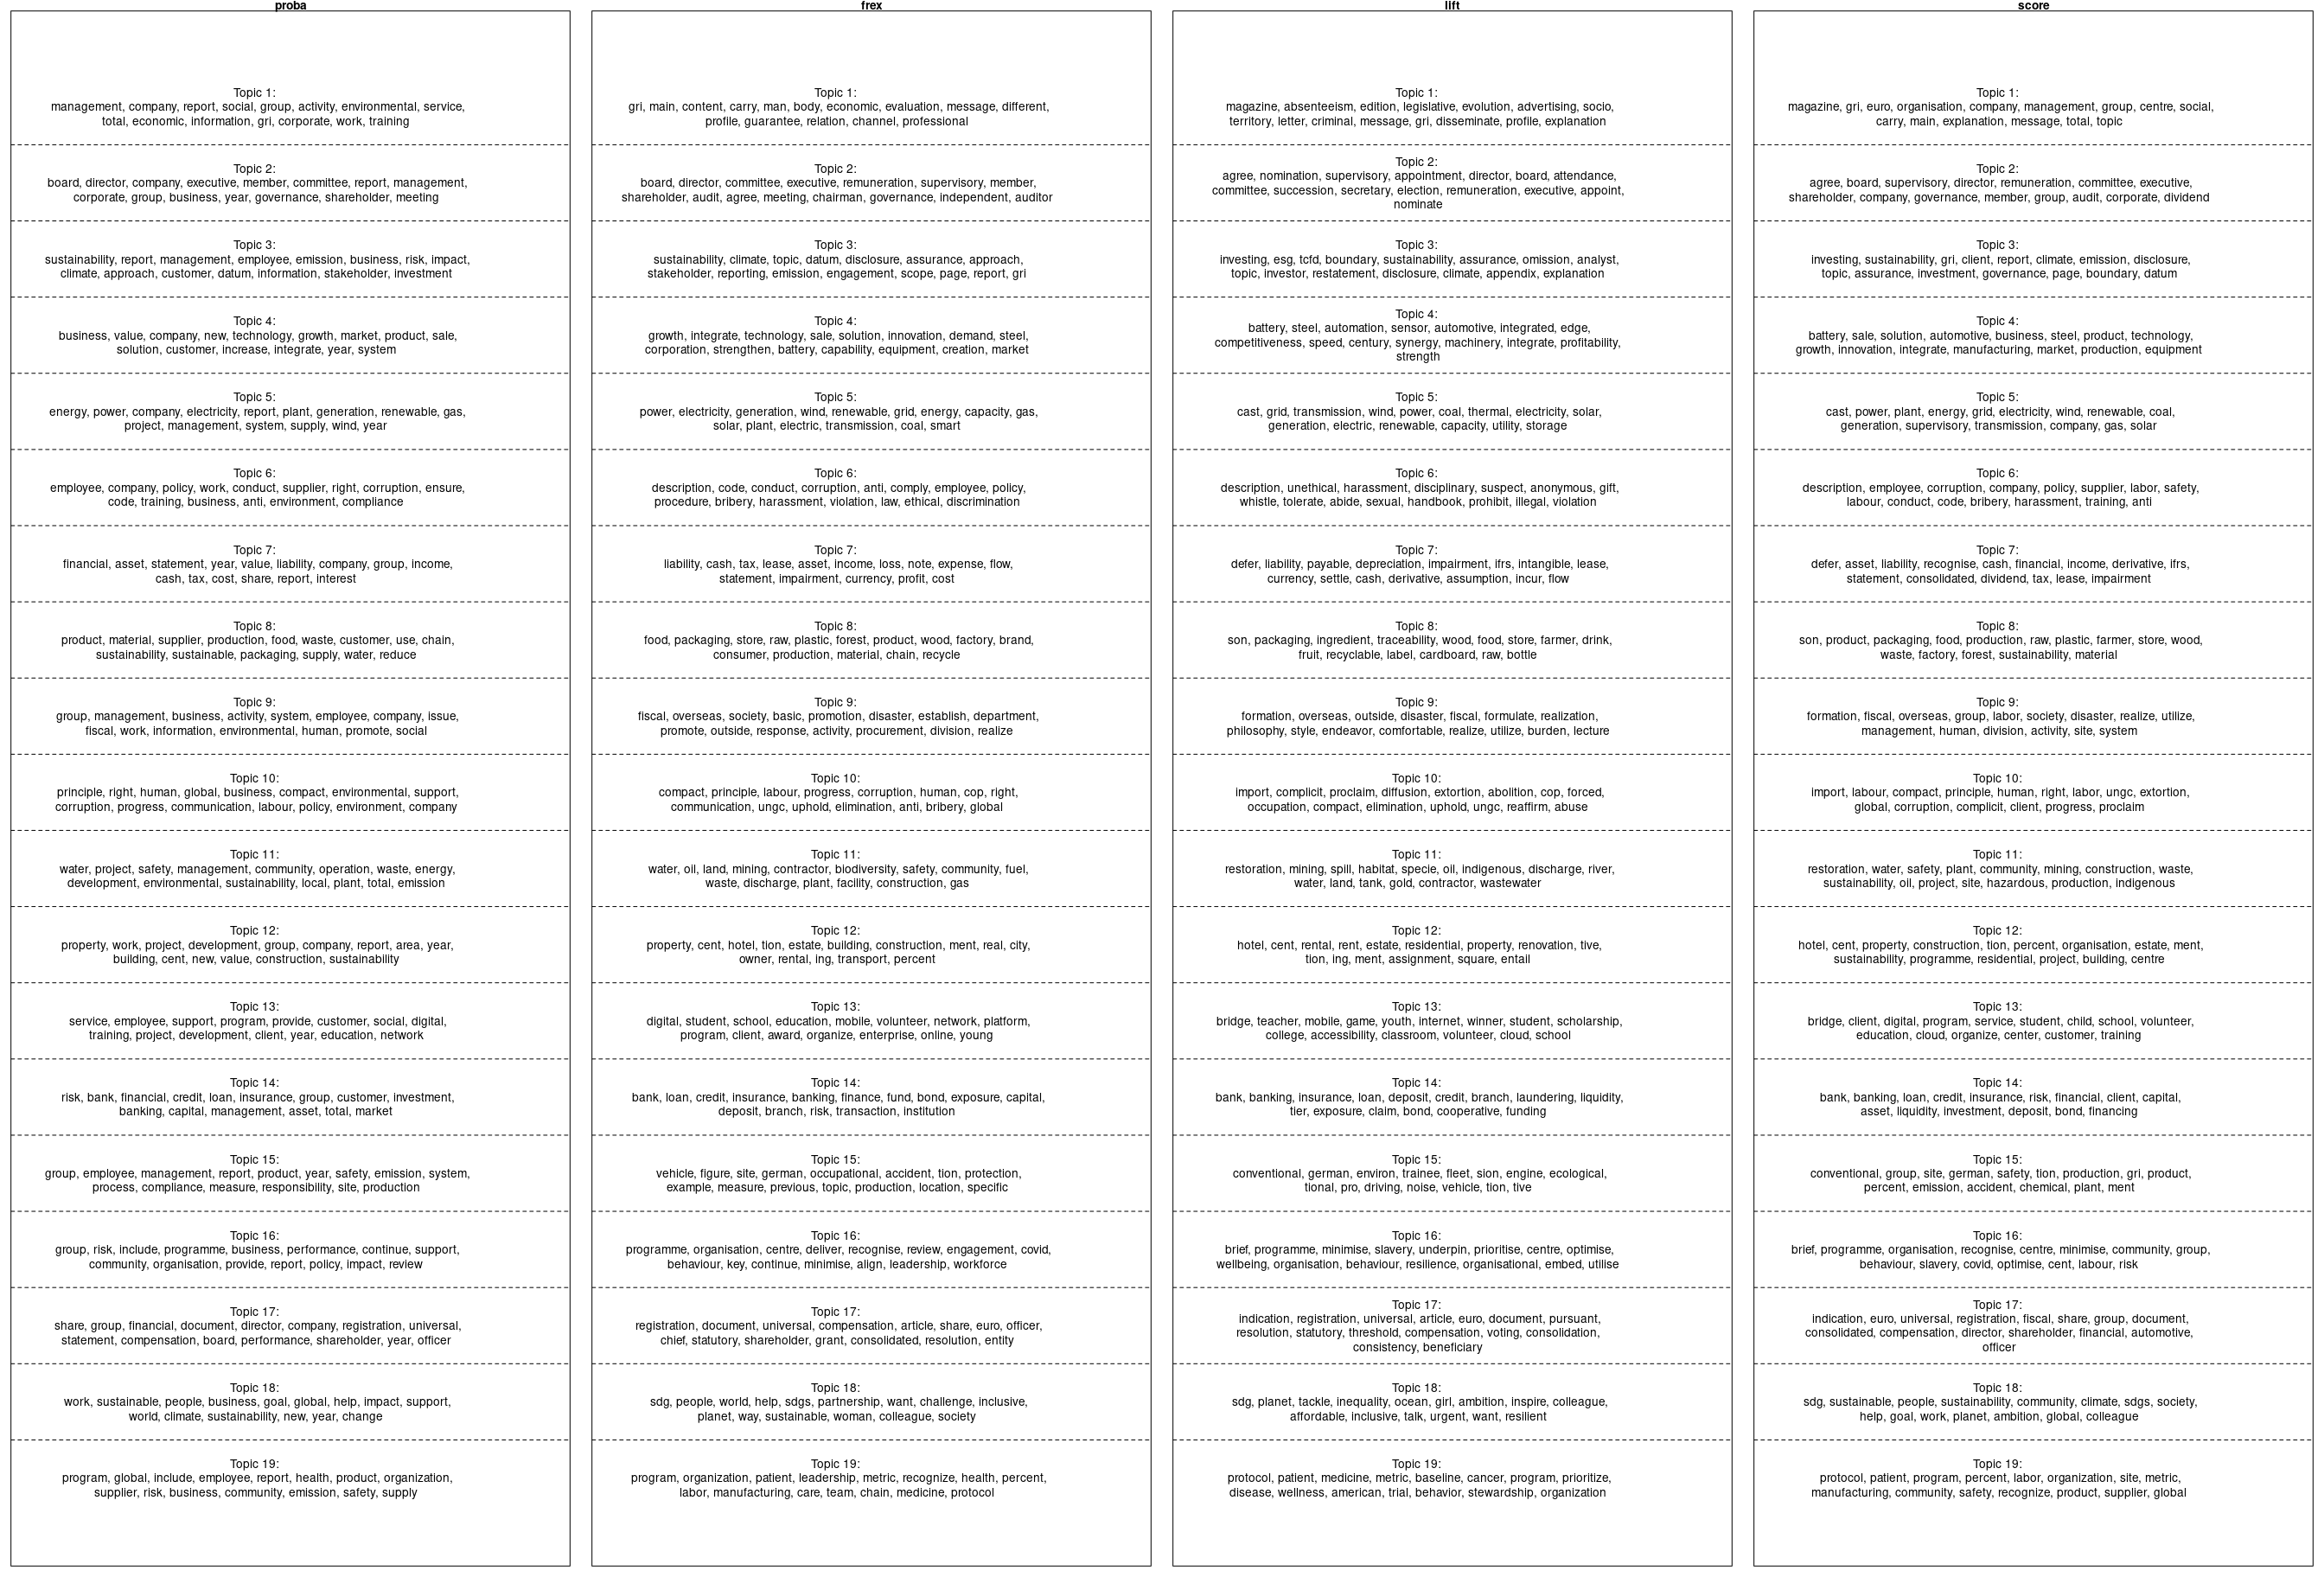 proba
Topic 1:
management, company, report, social, group, activity, environmental, service,
total, economic, information, gri, corporate, work, training
Topic 2:
board, director, company, executive, member, committee, report, management,
corporate, group, business, year, governance, shareholder, meeting
Topic 3:
sustainability, report, management, employee, emission, business, risk, impact,
climate, approach, customer, datum, information, stakeholder, investment
Topic 4:
business, value, company, new, technology, growth, market, product, sale,
solution, customer, increase, integrate, year, system
Topic 5:
energy, power, company, electricity, report, plant, generation, renewable, gas,
project, management, system, supply, wind, year
Topic 6:
employee, company, policy, work, conduct, supplier, right, corruption, ensure,
code, training, business, anti, environment, compliance
Topic 7:
financial, asset, statement, year, value, liability, company, group, income,
cash, tax, cost, share, report, interest
Topic 8:
product, material, supplier, production, food, waste, customer, use, chain,
sustainability, sustainable, packaging, supply, water, reduce
Topic 9:
group, management, business, activity, system, employee, company, issue,
fiscal, work, information, environmental, human, promote, social
Topic 10:
principle, right, human, global, business, compact, environmental, support,
corruption, progress, communication, labour, policy, environment, company
Topic 11:
water, project, safety, management, community, operation, waste, energy,
development, environmental, sustainability, local, plant, total, emission
Topic 12:
property, work, project, development, group, company, report, area, year,
building, cent, new, value, construction, sustainability
Topic 13:
service, employee, support, program, provide, customer, social, digital,
training, project, development, client, year, education, network
Topic 14:
risk, bank, financial, credit, loan, insurance, group, customer, investment,
banking, capital, management, asset, total, market
Topic 15:
group, employee, management, report, product, year, safety, emission, system,
process, compliance, measure, responsibility, site, production
Topic 16:
group, risk, include, programme, business, performance, continue, support,
community, organisation, provide, report, policy, impact, review
Topic 17:
share, group, financial, document, director, company, registration, universal,
statement, compensation, board, performance, shareholder, year, officer
Topic 18:
work, sustainable, people, business, goal, global, help, impact, support,
world, climate, sustainability, new, year, change
Topic 19:
program, global, include, employee, report, health, product, organization,
supplier, risk, business, community, emission, safety, supply
frex
Topic 1:
gri, main, content, carry, man, body, economic, evaluation, message, different,
profile, guarantee, relation, channel, professional
Topic 2:
board, director, committee, executive, remuneration, supervisory, member,
shareholder, audit, agree, meeting, chairman, governance, independent, auditor
Topic 3:
sustainability, climate, topic, datum, disclosure, assurance, approach,
stakeholder, reporting, emission, engagement, scope, page, report, gri
Topic 4:
growth, integrate, technology, sale, solution, innovation, demand, steel,
corporation, strengthen, battery, capability, equipment, creation, market
Topic 5:
power, electricity, generation, wind, renewable, grid, energy, capacity, gas,
solar, plant, electric, transmission, coal, smart
Topic 6:
description, code, conduct, corruption, anti, comply, employee, policy,
procedure, bribery, harassment, violation, law, ethical, discrimination
Topic 7:
liability, cash, tax, lease, asset, income, loss, note, expense, flow,
statement, impairment, currency, profit, cost
Topic 8:
food, packaging, store, raw, plastic, forest, product, wood, factory, brand,
consumer, production, material, chain, recycle
Topic 9:
fiscal, overseas, society, basic, promotion, disaster, establish, department,
promote, outside, response, activity, procurement, division, realize
Topic 10:
compact, principle, labour, progress, corruption, human, cop, right,
communication, ungc, uphold, elimination, anti, bribery, global
Topic 11:
water, oil, land, mining, contractor, biodiversity, safety, community, fuel,
waste, discharge, plant, facility, construction, gas
Topic 12:
property, cent, hotel, tion, estate, building, construction, ment, real, city,
owner, rental, ing, transport, percent
Topic 13:
digital, student, school, education, mobile, volunteer, network, platform,
program, client, award, organize, enterprise, online, young
Topic 14:
bank, loan, credit, insurance, banking, finance, fund, bond, exposure, capital,
deposit, branch, risk, transaction, institution
Topic 15:
vehicle, figure, site, german, occupational, accident, tion, protection,
example, measure, previous, topic, production, location, specific
Topic 16:
programme, organisation, centre, deliver, recognise, review, engagement, covid,
behaviour, key, continue, minimise, align, leadership, workforce
Topic 17:
registration, document, universal, compensation, article, share, euro, officer,
chief, statutory, shareholder, grant, consolidated, resolution, entity
Topic 18:
sdg, people, world, help, sdgs, partnership, want, challenge, inclusive,
planet, way, sustainable, woman, colleague, society
Topic 19:
program, organization, patient, leadership, metric, recognize, health, percent,
labor, manufacturing, care, team, chain, medicine, protocol
lift
Topic 1:
magazine, absenteeism, edition, legislative, evolution, advertising, socio,
territory, letter, criminal, message, gri, disseminate, profile, explanation
Topic 2:
agree, nomination, supervisory, appointment, director, board, attendance,
committee, succession, secretary, election, remuneration, executive, appoint,
nominate
Topic 3:
investing, esg, tcfd, boundary, sustainability, assurance, omission, analyst,
topic, investor, restatement, disclosure, climate, appendix, explanation
Topic 4:
battery, steel, automation, sensor, automotive, integrated, edge,
competitiveness, speed, century, synergy, machinery, integrate, profitability,
strength
Topic 5:
cast, grid, transmission, wind, power, coal, thermal, electricity, solar,
generation, electric, renewable, capacity, utility, storage
Topic 6:
description, unethical, harassment, disciplinary, suspect, anonymous, gift,
whistle, tolerate, abide, sexual, handbook, prohibit, illegal, violation
Topic 7:
defer, liability, payable, depreciation, impairment, ifrs, intangible, lease,
currency, settle, cash, derivative, assumption, incur, flow
Topic 8:
son, packaging, ingredient, traceability, wood, food, store, farmer, drink,
fruit, recyclable, label, cardboard, raw, bottle
Topic 9:
formation, overseas, outside, disaster, fiscal, formulate, realization,
philosophy, style, endeavor, comfortable, realize, utilize, burden, lecture
Topic 10:
import, complicit, proclaim, diffusion, extortion, abolition, cop, forced,
occupation, compact, elimination, uphold, ungc, reaffirm, abuse
Topic 11:
restoration, mining, spill, habitat, specie, oil, indigenous, discharge, river,
water, land, tank, gold, contractor, wastewater
Topic 12:
hotel, cent, rental, rent, estate, residential, property, renovation, tive,
tion, ing, ment, assignment, square, entail
Topic 13:
bridge, teacher, mobile, game, youth, internet, winner, student, scholarship,
college, accessibility, classroom, volunteer, cloud, school
Topic 14:
bank, banking, insurance, loan, deposit, credit, branch, laundering, liquidity,
tier, exposure, claim, bond, cooperative, funding
Topic 15:
conventional, german, environ, trainee, fleet, sion, engine, ecological,
tional, pro, driving, noise, vehicle, tion, tive
Topic 16:
brief, programme, minimise, slavery, underpin, prioritise, centre, optimise,
wellbeing, organisation, behaviour, resilience, organisational, embed, utilise
Topic 17:
indication, registration, universal, article, euro, document, pursuant,
resolution, statutory, threshold, compensation, voting, consolidation,
consistency, beneficiary
Topic 18:
sdg, planet, tackle, inequality, ocean, girl, ambition, inspire, colleague,
affordable, inclusive, talk, urgent, want, resilient
Topic 19:
protocol, patient, medicine, metric, baseline, cancer, program, prioritize,
disease, wellness, american, trial, behavior, stewardship, organization
score
Topic 1:
magazine, gri, euro, organisation, company, management, group, centre, social,
carry, main, explanation, message, total, topic
Topic 2:
agree, board, supervisory, director, remuneration, committee, executive,
shareholder, company, governance, member, group, audit, corporate, dividend
Topic 3:
investing, sustainability, gri, client, report, climate, emission, disclosure,
topic, assurance, investment, governance, page, boundary, datum
Topic 4:
battery, sale, solution, automotive, business, steel, product, technology,
growth, innovation, integrate, manufacturing, market, production, equipment
Topic 5:
cast, power, plant, energy, grid, electricity, wind, renewable, coal,
generation, supervisory, transmission, company, gas, solar
Topic 6:
description, employee, corruption, company, policy, supplier, labor, safety,
labour, conduct, code, bribery, harassment, training, anti
Topic 7:
defer, asset, liability, recognise, cash, financial, income, derivative, ifrs,
statement, consolidated, dividend, tax, lease, impairment
Topic 8:
son, product, packaging, food, production, raw, plastic, farmer, store, wood,
waste, factory, forest, sustainability, material
Topic 9:
formation, fiscal, overseas, group, labor, society, disaster, realize, utilize,
management, human, division, activity, site, system
Topic 10:
import, labour, compact, principle, human, right, labor, ungc, extortion,
global, corruption, complicit, client, progress, proclaim
Topic 11:
restoration, water, safety, plant, community, mining, construction, waste,
sustainability, oil, project, site, hazardous, production, indigenous
Topic 12:
hotel, cent, property, construction, tion, percent, organisation, estate, ment,
sustainability, programme, residential, project, building, centre
Topic 13:
bridge, client, digital, program, service, student, child, school, volunteer,
education, cloud, organize, center, customer, training
Topic 14:
bank, banking, loan, credit, insurance, risk, financial, client, capital,
asset, liquidity, investment, deposit, bond, financing
Topic 15:
conventional, group, site, german, safety, tion, production, gri, product,
percent, emission, accident, chemical, plant, ment
Topic 16:
brief, programme, organisation, recognise, centre, minimise, community, group,
behaviour, slavery, covid, optimise, cent, labour, risk
Topic 17:
indication, euro, universal, registration, fiscal, share, group, document,
consolidated, compensation, director, shareholder, financial, automotive,
officer
Topic 18:
sdg, sustainable, people, sustainability, community, climate, sdgs, society,
help, goal, work, planet, ambition, global, colleague
Topic 19:
protocol, patient, program, percent, labor, organization, site, metric,
manufacturing, community, safety, recognize, product, supplier, global